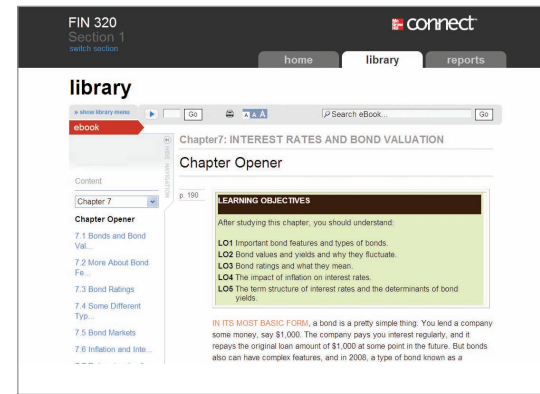 FIN 320
Section 1
switch section
connect
home library reports
library
» show library menu Go A A A Search eBook... Go
ebook
HIDE NAVIGATION
Chapter7: INTEREST RATES AND BOND VALUATION
Chapter Opener
Content
Chapter 7
Chapter Opener
7.1 Bonds and Bond
Val...
7.2 More About Bond
Fe...
7.3 Bond Ratings
7.4 Some Different
Typ...
7.5 Bond Markets
7.6 Inflation and Inte...
p. 190
LEARNING OBJECTIVES
After studying this chapter, you should understand:
LO1 Important bond features and types of bonds.
LO2 Bond values and yields and why they fluctuate.
LO3 Bond ratings and what they mean.
LO4 The impact of inflation on interest rates.
LO5 The term structure of interest rates and the determinants of bond
yields.
IN ITS MOST BASIC FORM, a bond is a pretty simple thing. You lend a company
some money, say $1,000. The company pays you interest regularly, and it
repays the original loan amount of $1,000 at some point in the future. But bonds
also can have complex features, and in 2008, a type of bond known as a